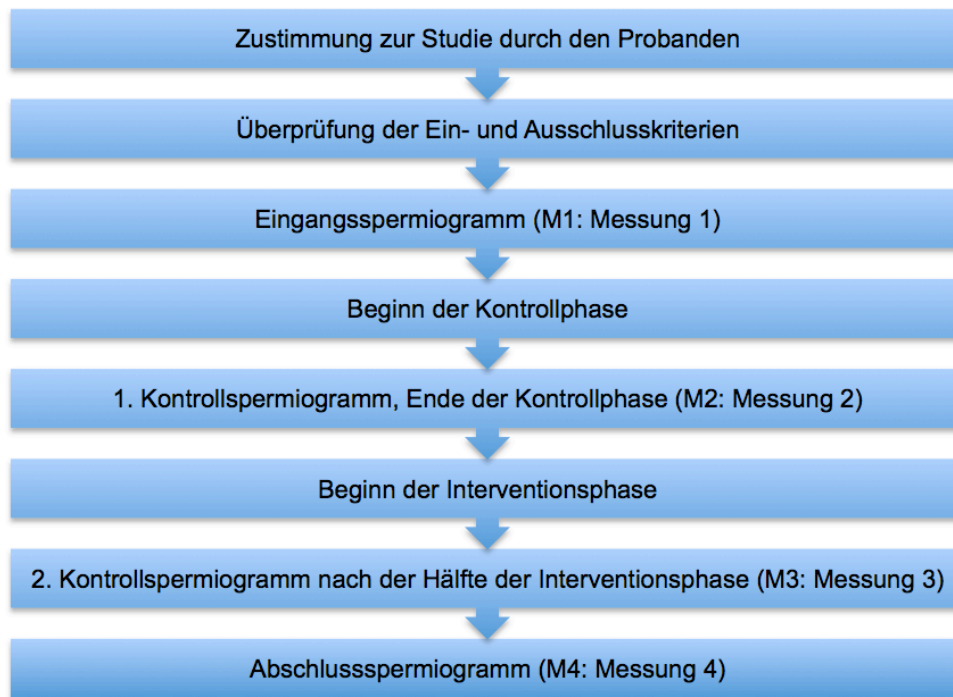 Zustimmung zur Studie durch den Probanden
Überprüfung der Ein- und Ausschlusskriterien
Eingangsspermiogramm (M1: Messung 1)
Beginn der Kontrollphase
1. Kontrollspermiogramm, Ende der Kontrollphase (M2: Messung 2)
Beginn der Interventionsphase
2. Kontrollspermiogramm nach der Hälfte der Interventionsphase (M3: Messung 3)
Abschlussspermiogramm (M4: Messung 4)